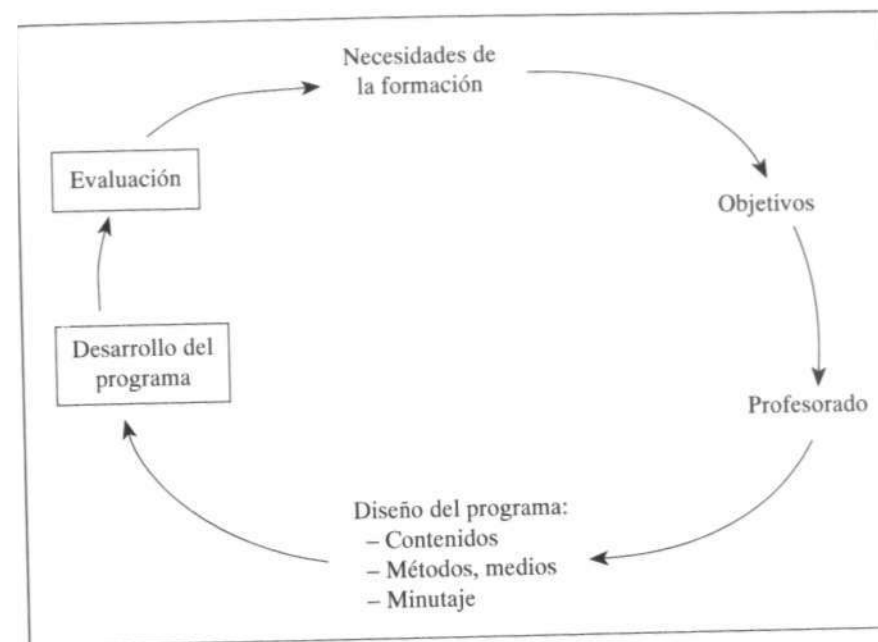 Necesidades de
la formación
Objetivos
Profesorado
Diseño del programa:
– Contenidos
– Métodos, medios
– Minutaje
Desarrollo del
programa
Evaluación